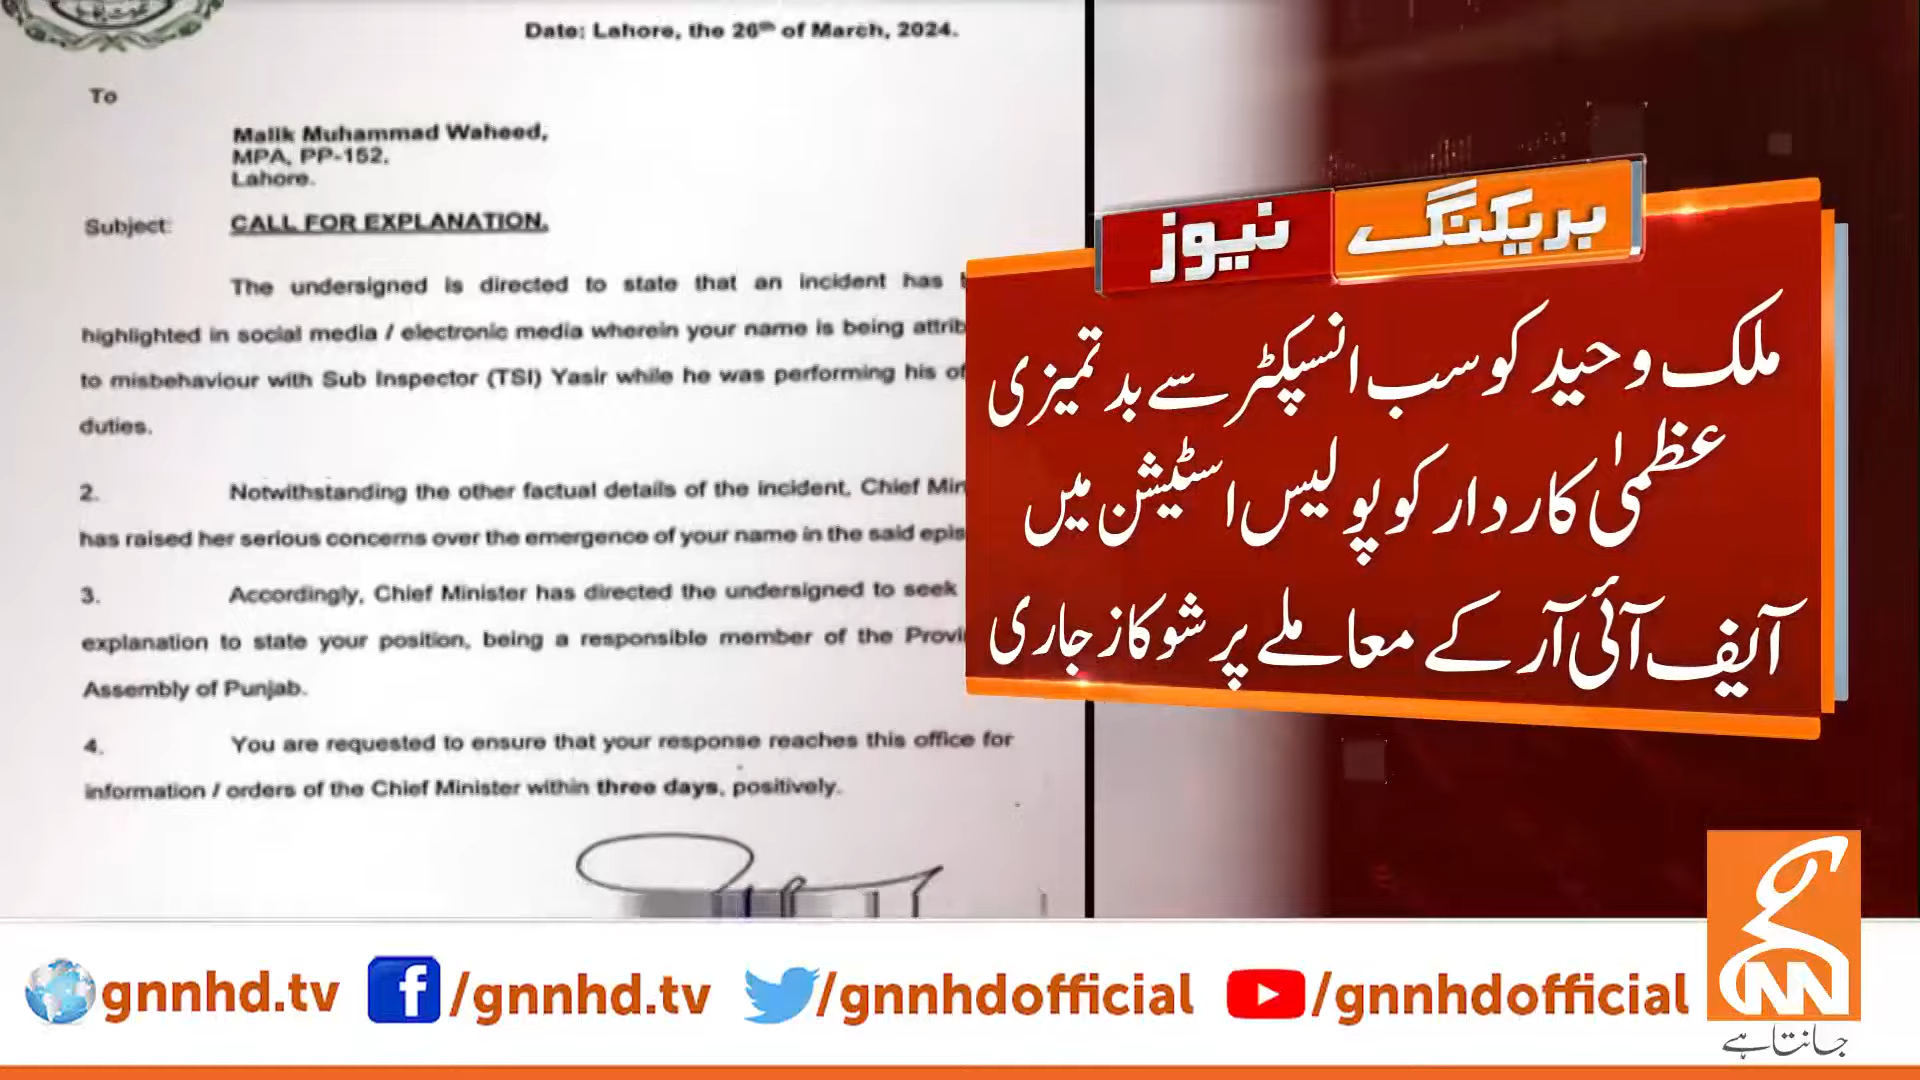 Date: Lahore, the 26th of March, 2024.
To
Malik Muhammad Waheed,
MPA, PP-152,
Lahore.
Subject: CALL FOR EXPLANATION.
The undersigned is directed to state that an incident has
highlighted in social media / electronic media wherein your name is being
to misbehaviour with Sub Inspector (TSI) Yasir while he was performing his
duties.
2. Notwithstanding the other factual details of the incident, Chief
has raised her serious concerns over the emergence of your name in the said
3. Accordingly, Chief Minister has directed the undersigned to seek
explanation to state your position, being a responsible member of the
Assembly of Punjab.
4. You are requested to ensure that your response reaches this office for
information / orders of the Chief Minister within three days, positively.
بریکنگ نیوز
ملک وحید کو سب انسپکٹر سے بدتمیزی
عظمیٰ کاردار کو پولیس اسٹیشن میں
ایف آئی آر کے معاملے پر شوکاز جاری
gnnhd.tv /gnnhd.tv /gnnhdofficial /gnnhdofficial
GNN
جانتا ہے